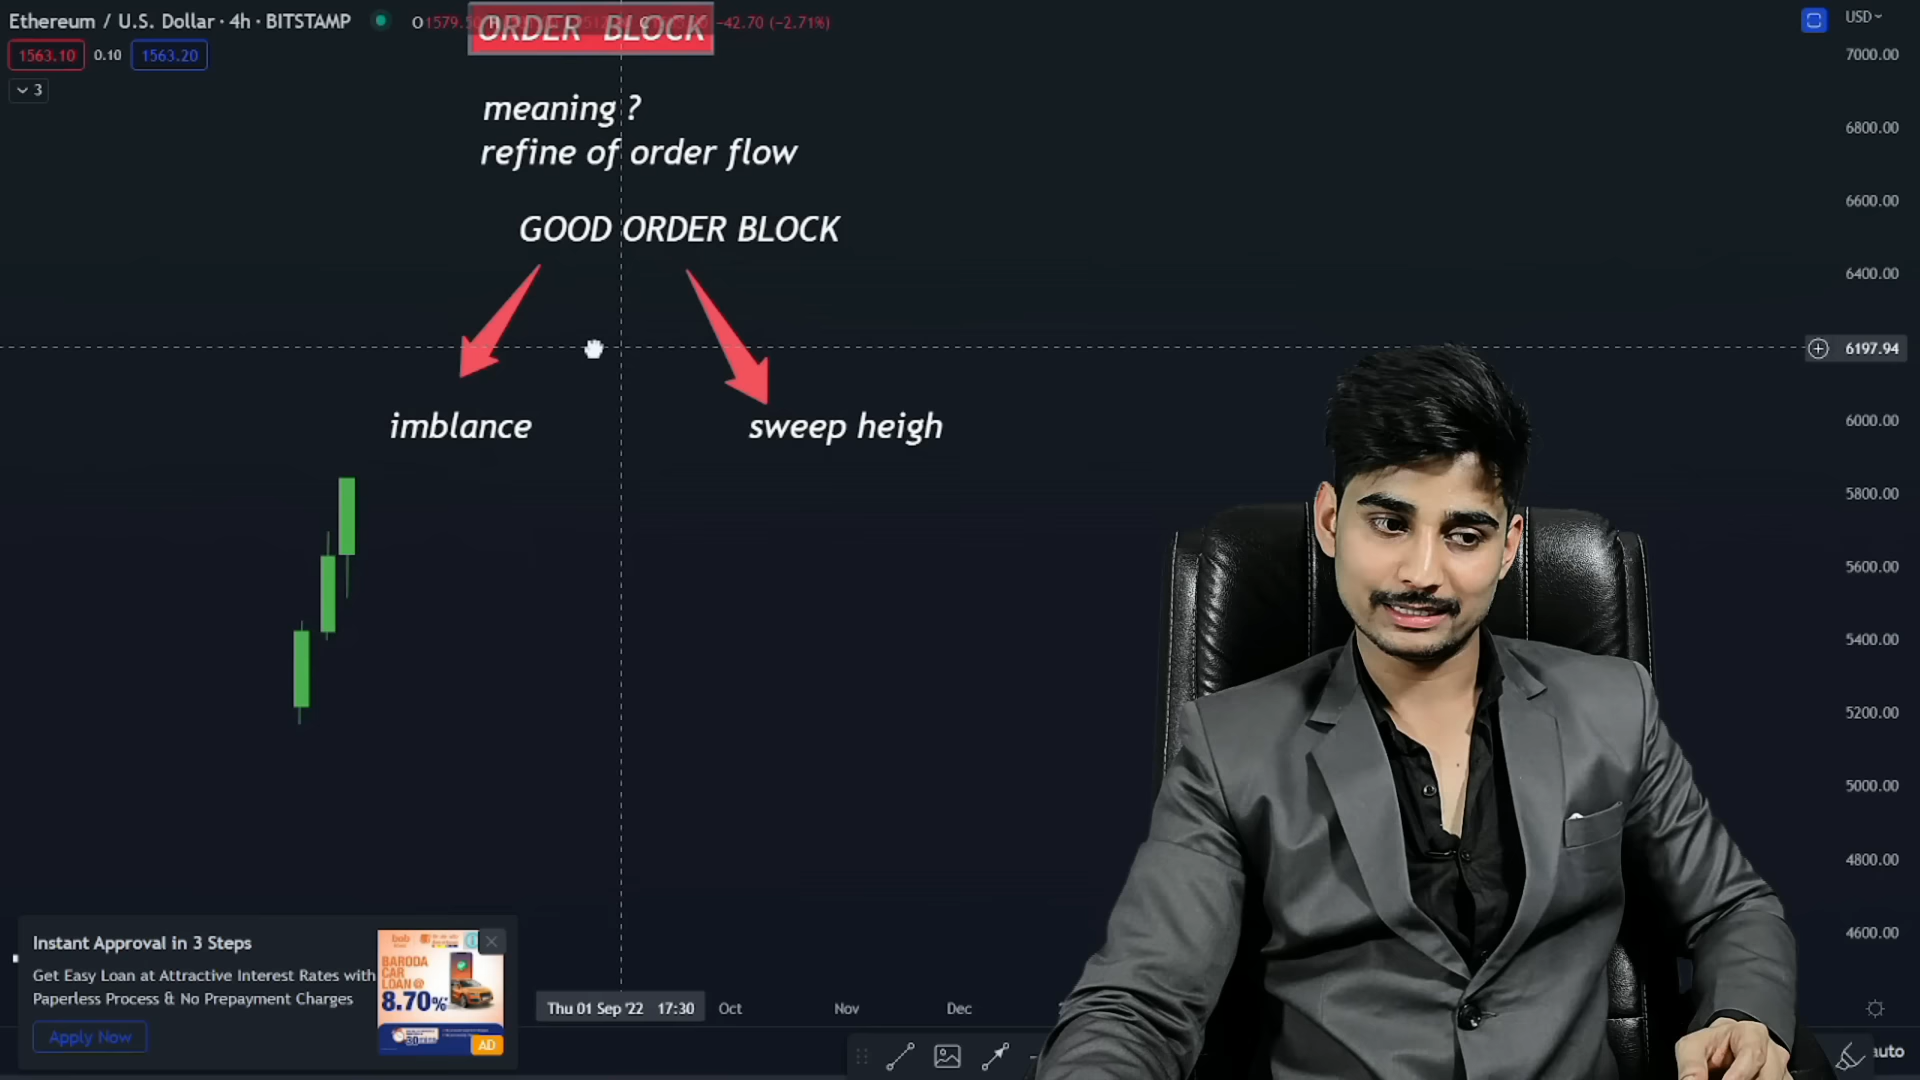 Ethereum / U.S. Dollar · 4h · BITSTAMP
−42.70 (−2.71%)
USD
1563.10
0.10
1563.20
3
ORDER BLOCK
meaning ?
refine of order flow
GOOD ORDER BLOCK
imblance
sweep heigh
7000.00
6800.00
6600.00
6400.00
6197.94
6000.00
5800.00
5600.00
5400.00
5200.00
5000.00
4800.00
4600.00
Instant Approval in 3 Steps
Get Easy Loan at Attractive Interest Rates with
Paperless Process & No Prepayment Charges
Apply Now
bob
BARODA
CAR
LOAN @
8.70%
AD
Thu 01 Sep '22 17:30
Oct
Nov
Dec
auto